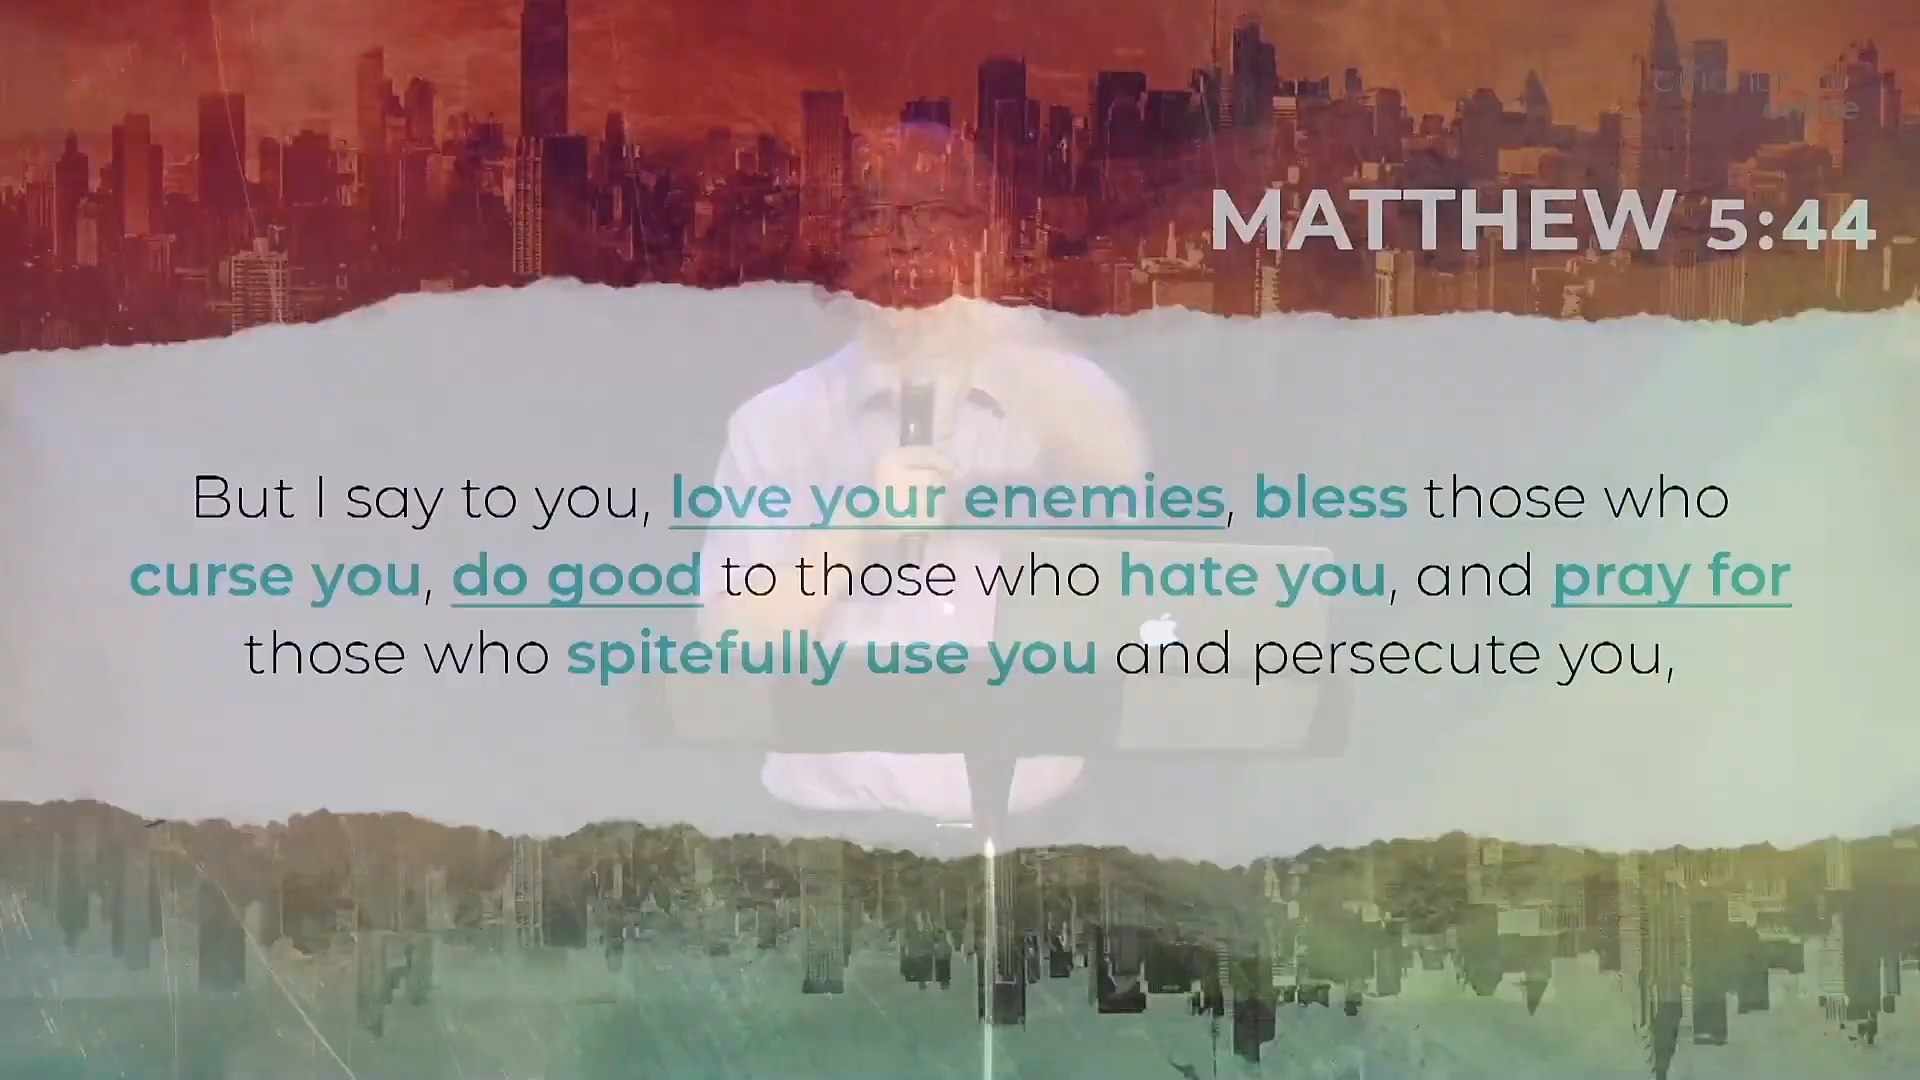 MATTHEW 5:44
But I say to you, love your enemies, bless those who
curse you, do good to those who hate you, and pray for
those who spitefully use you and persecute you,